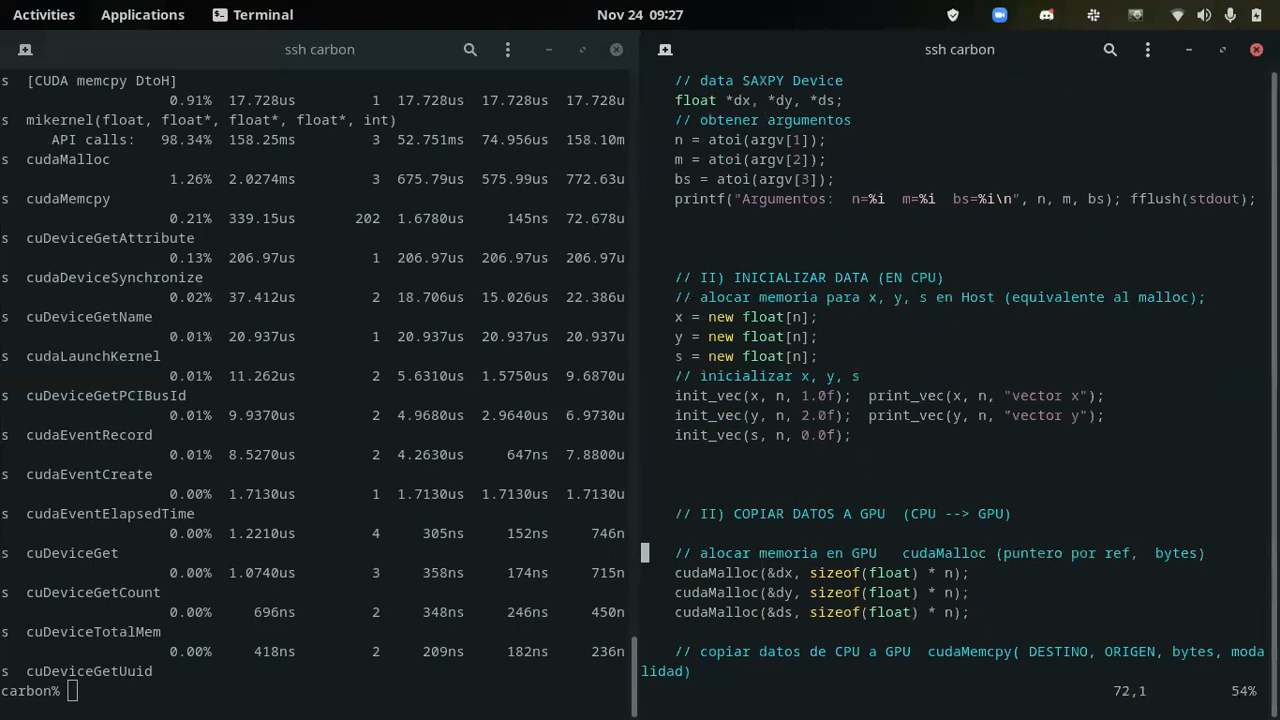 Activities Applications Terminal Nov 24 09:27
ssh carbon
s [CUDA memcpy DtoH]
0.91% 17.728us 1 17.728us 17.728us 17.728u
s mikernel(float, float*, float*, float*, int)
API calls: 98.34% 158.25ms 3 52.751ms 74.956us 158.10m
s cudaMalloc
1.26% 2.0274ms 3 675.79us 575.99us 772.63u
s cudaMemcpy
0.21% 339.15us 202 1.6780us 145ns 72.678u
s cuDeviceGetAttribute
0.13% 206.97us 1 206.97us 206.97us 206.97u
s cudaDeviceSynchronize
0.02% 37.412us 2 18.706us 15.026us 22.386u
s cuDeviceGetName
0.01% 20.937us 1 20.937us 20.937us 20.937u
s cudaLaunchKernel
0.01% 11.262us 2 5.6310us 1.5750us 9.6870u
s cuDeviceGetPCIBusId
0.01% 9.9370us 2 4.9680us 2.9640us 6.9730u
s cudaEventRecord
0.01% 8.5270us 2 4.2630us 647ns 7.8800u
s cudaEventCreate
0.00% 1.7130us 1 1.7130us 1.7130us 1.7130u
s cudaEventElapsedTime
0.00% 1.2210us 4 305ns 152ns 746n
s cuDeviceGet
0.00% 1.0740us 3 358ns 174ns 715n
s cuDeviceGetCount
0.00% 696ns 2 348ns 246ns 450n
s cuDeviceTotalMem
0.00% 418ns 2 209ns 182ns 236n
s cuDeviceGetUuid
carbon%
ssh carbon
// data SAXPY Device
float *dx, *dy, *ds;
// obtener argumentos
n = atoi(argv[1]);
m = atoi(argv[2]);
bs = atoi(argv[3]);
printf("Argumentos: n=%i m=%i bs=%i\n", n, m, bs); fflush(stdout);
// II) INICIALIZAR DATA (EN CPU)
// alocar memoria para x, y, s en Host (equivalente al malloc);
x = new float[n];
y = new float[n];
s = new float[n];
// inicializar x, y, s
init_vec(x, n, 1.0f); print_vec(x, n, "vector x");
init_vec(y, n, 2.0f); print_vec(y, n, "vector y");
init_vec(s, n, 0.0f);
// II) COPIAR DATOS A GPU (CPU --> GPU)
// alocar memoria en GPU cudaMalloc (puntero por ref, bytes)
cudaMalloc(&dx, sizeof(float) * n);
cudaMalloc(&dy, sizeof(float) * n);
cudaMalloc(&ds, sizeof(float) * n);
// copiar datos de CPU a GPU cudaMemcpy( DESTINO, ORIGEN, bytes, moda
lidad)
72,1 54%